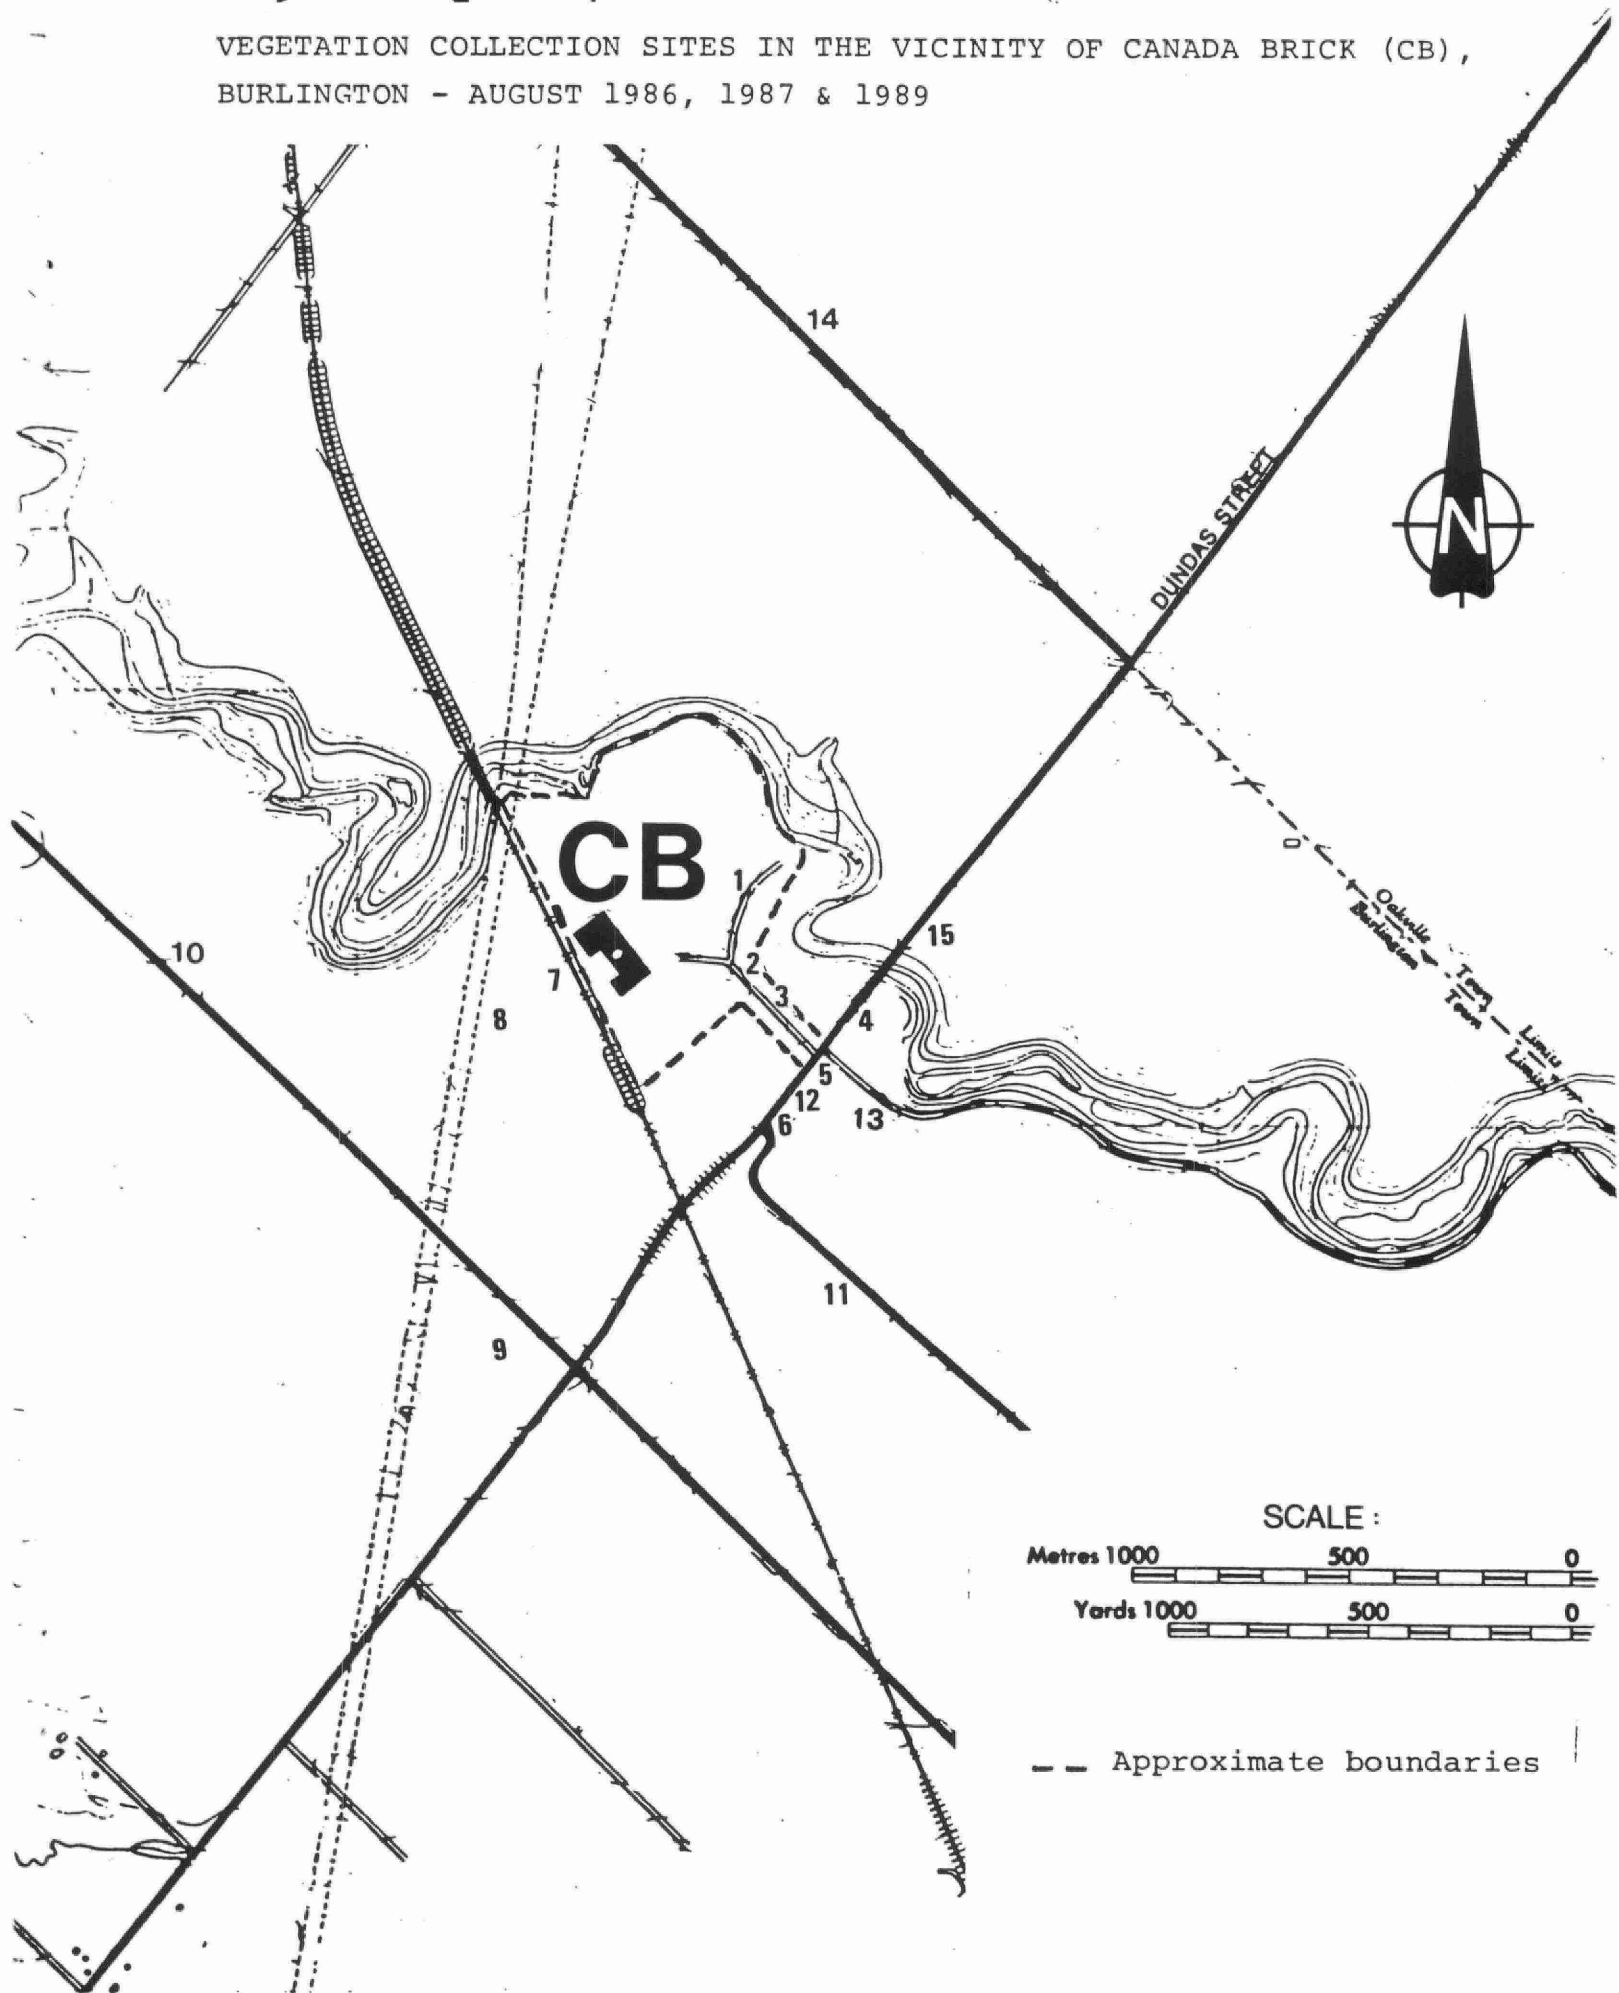 VEGETATION COLLECTION SITES IN THE VICINITY OF CANADA BRICK (CB),
BURLINGTON - AUGUST 1986, 1987 & 1989
14
DUNDAS STREET
N
CB
1
15
10
2
7
3
8
4
Oakville
Burlington
Town
Town
Limits
Limits
5
12
13
6
11
9
SCALE :
Metres 1000 500 0
Yards 1000 500 0
Approximate boundaries